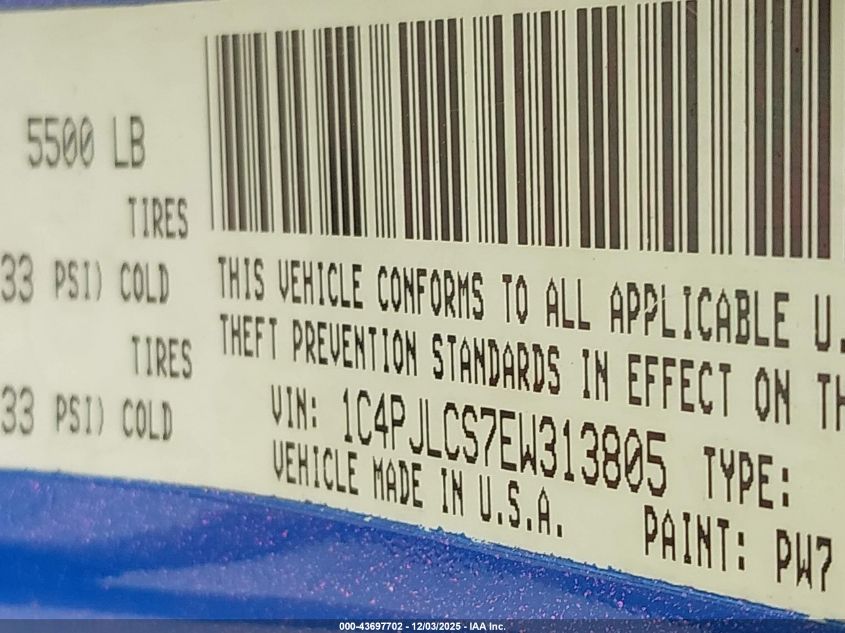 5500 LB
TIRES
33 PSI) COLD
TIRES
33 PSI) COLD
THIS VEHICLE CONFORMS TO ALL APPLICABLE U.
THEFT PREVENTION STANDARDS IN EFFECT ON TH
VIN: 1C4PJLCS7EW313805 TYPE:
VEHICLE MADE IN U.S.A.
PAINT: PW7
000-43697702 - 12/03/2025 - IAA Inc.